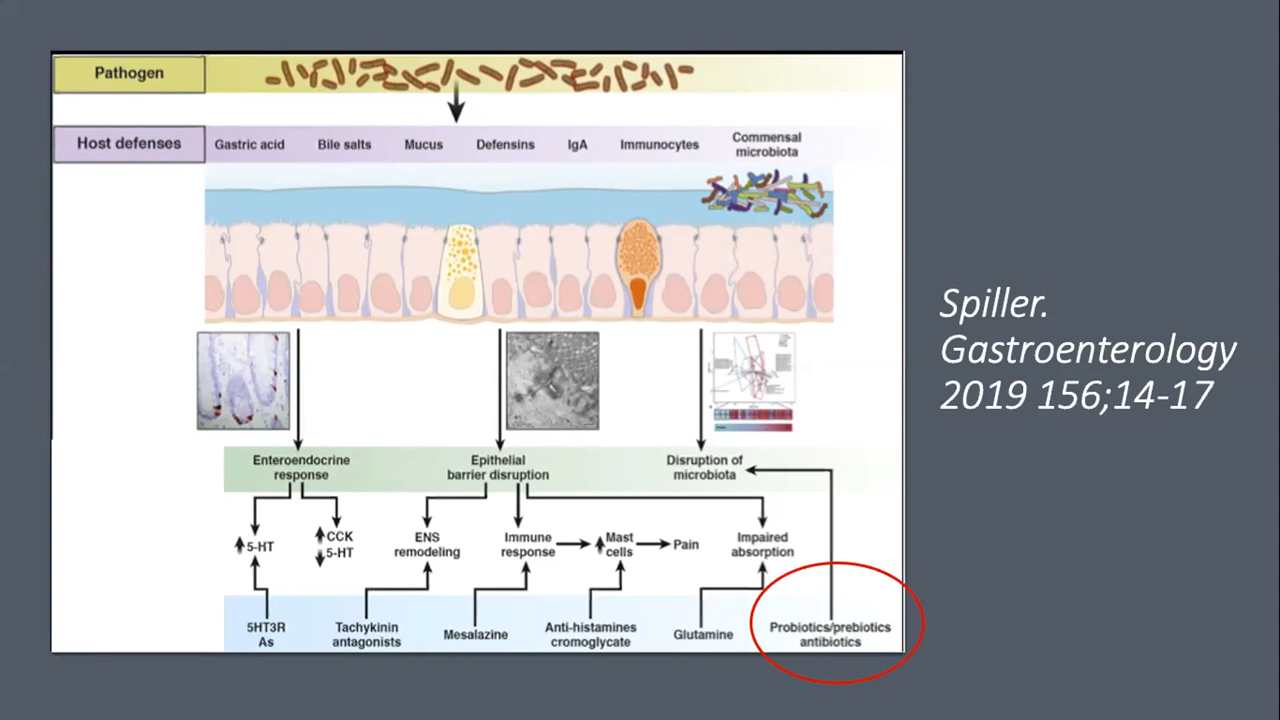 Pathogen
Host defenses
Gastric acid
Bile salts
Mucus
Defensins
IgA
Immunocytes
Commensal
microbiota
Enteroendocrine
response
Epithelial
barrier disruption
Disruption of
microbiota
5-HT
CCK
5-HT
ENS
remodeling
Immune
response
Mast
cells
Pain
Impaired
absorption
5HT3R
As
Tachykinin
antagonists
Mesalazine
Anti-histamines
cromoglycate
Glutamine
Probiotics/prebiotics
antibiotics
Spiller.
Gastroenterology
2019 156;14-17